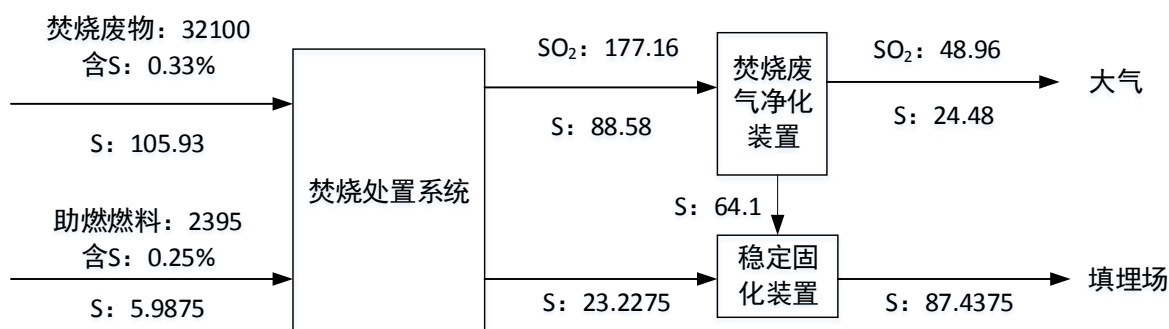 焚烧废物：32100
含S：0.33%
S：105.93
助燃燃料：2395
含S：0.25%
S：5.9875
焚烧处置系统
SO₂：177.16
S：88.58
焚烧废
气净化
装置
SO₂：48.96
S：24.48
大气
S：64.1
S：23.2275
稳定固
化装置
S：87.4375
填埋场